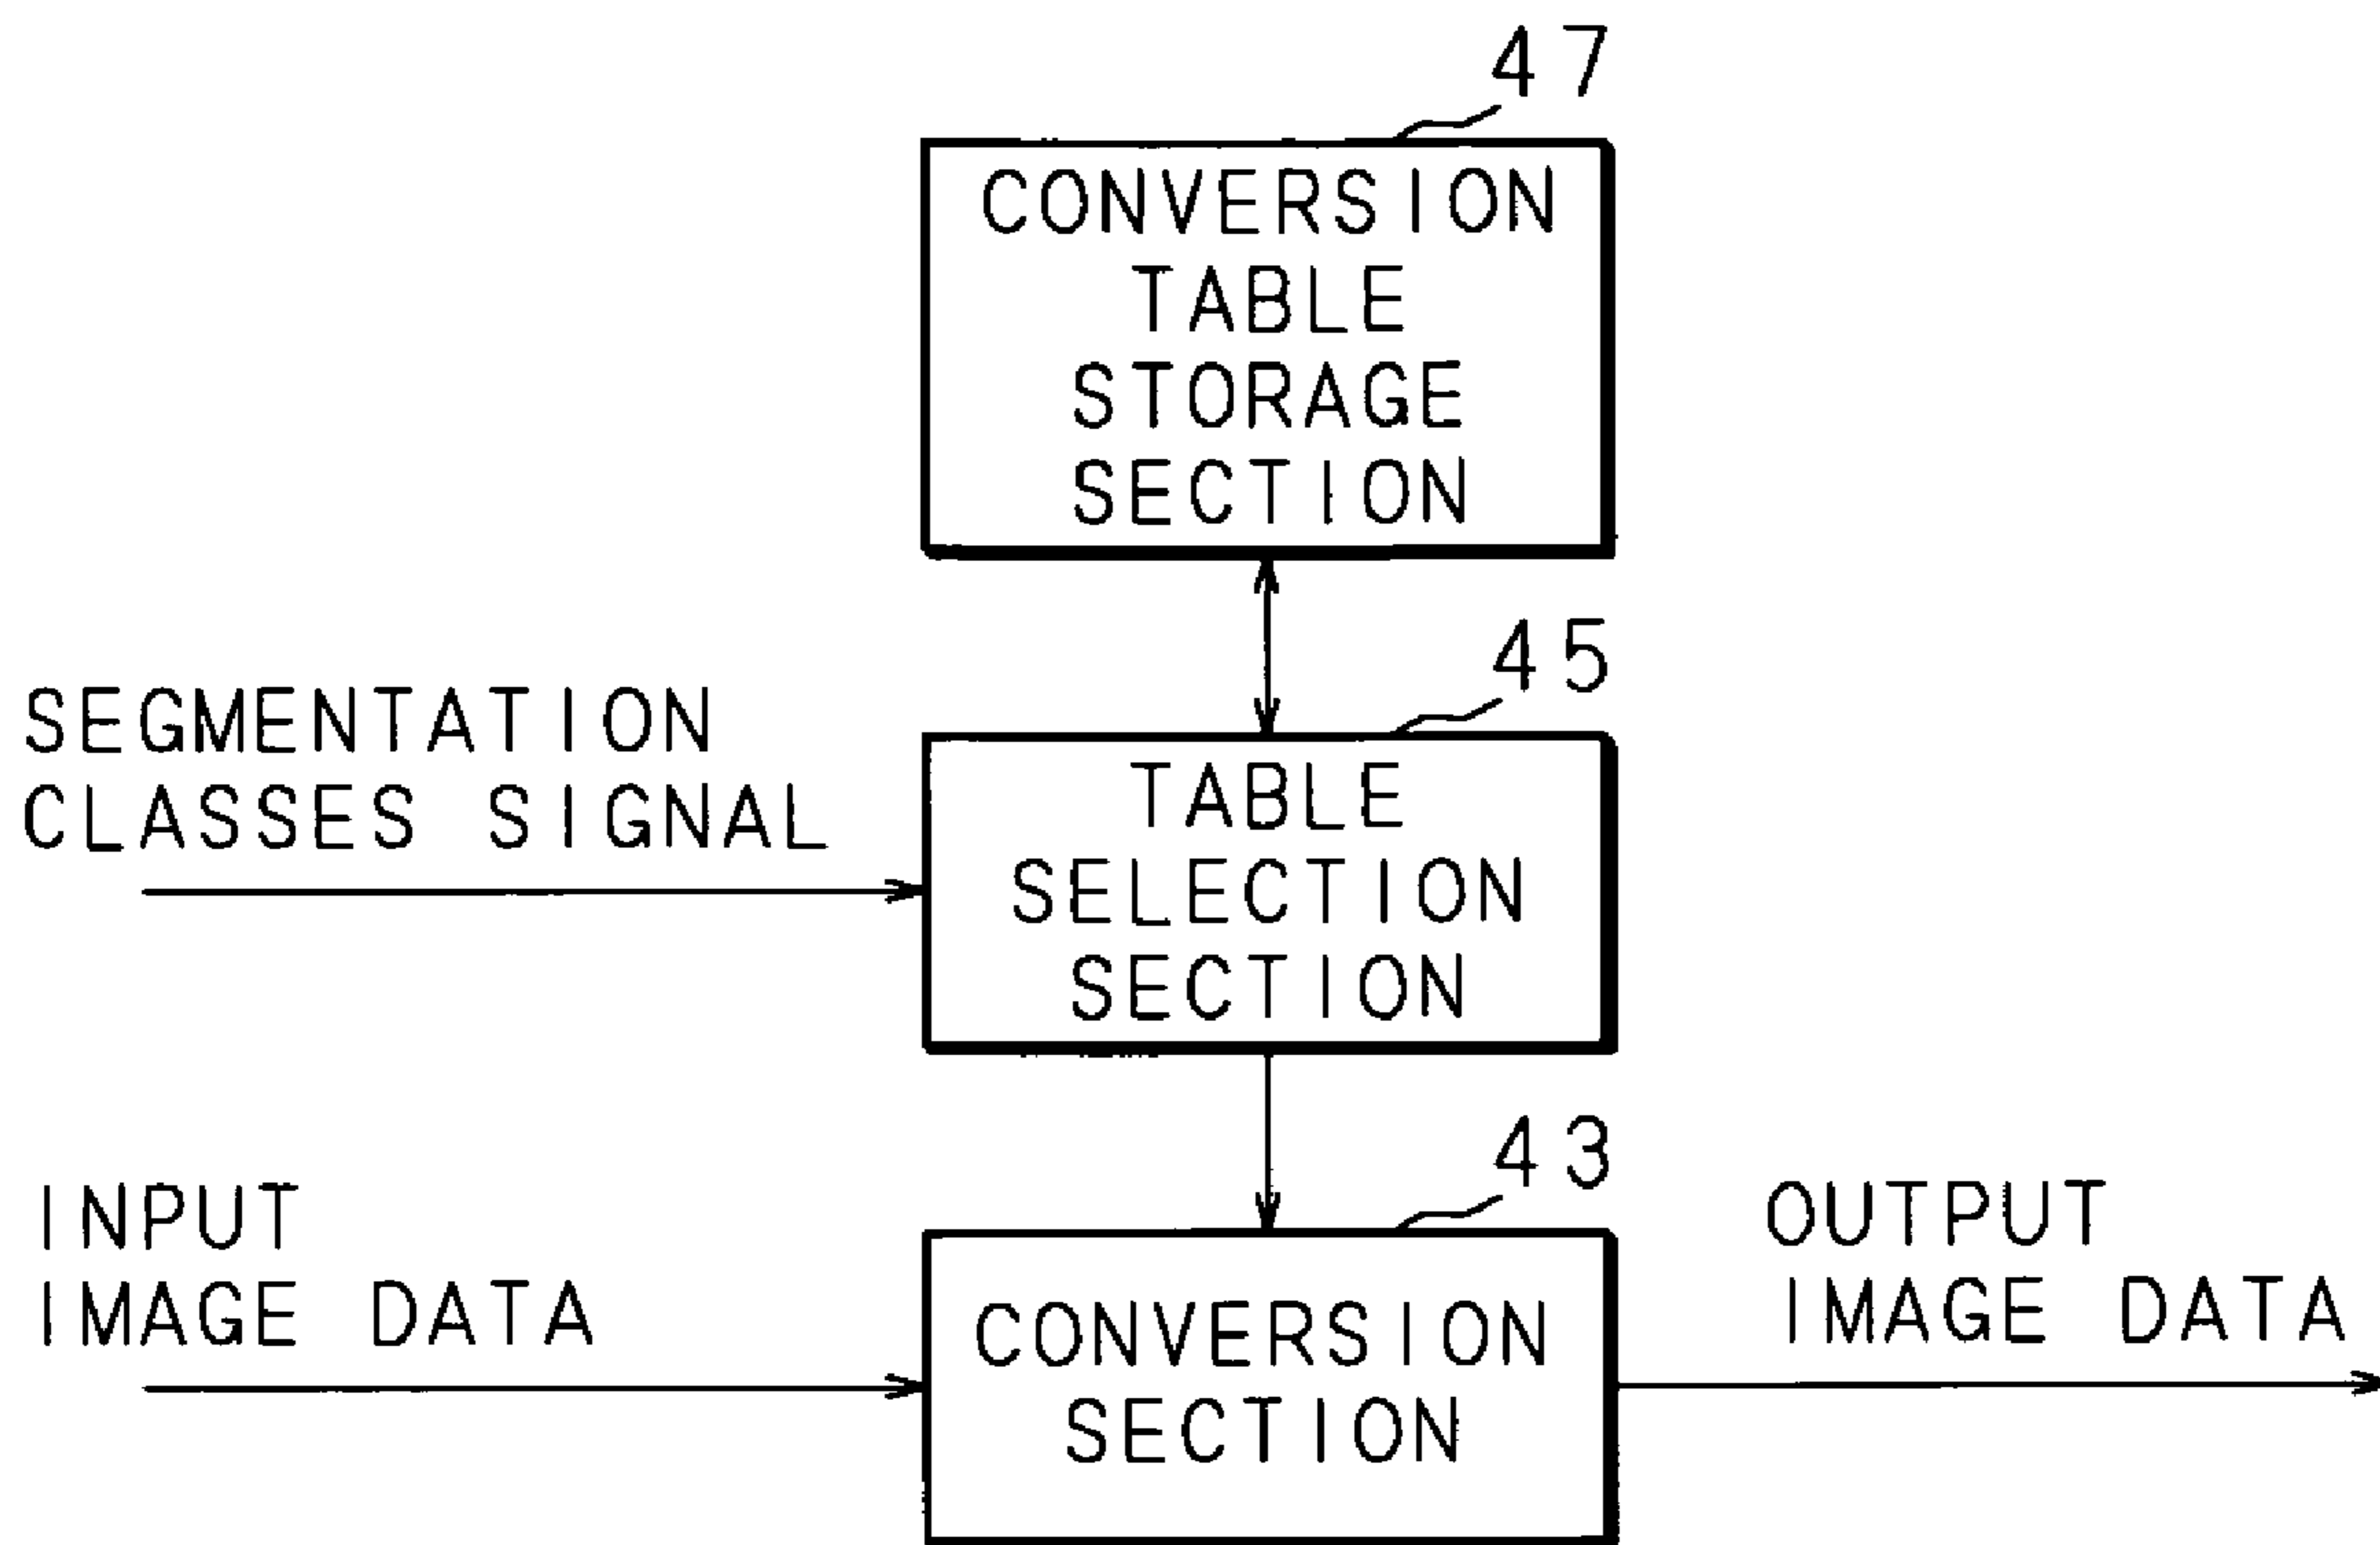 47
CONVERSION
TABLE
STORAGE
SECTION
45
SEGMENTATION
CLASSES SIGNAL
TABLE
SELECTION
SECTION
43
INPUT
IMAGE DATA
CONVERSION
SECTION
OUTPUT
IMAGE DATA